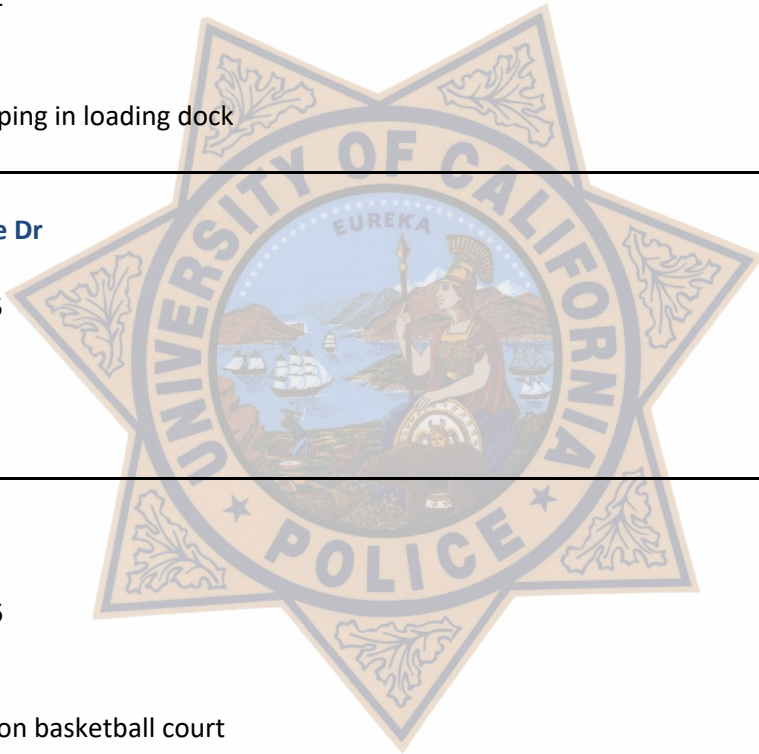 ping in loading dock
e Dr
on basketball court
UNIVERSITY OF CALIFORNIA
EUREKA
POLICE